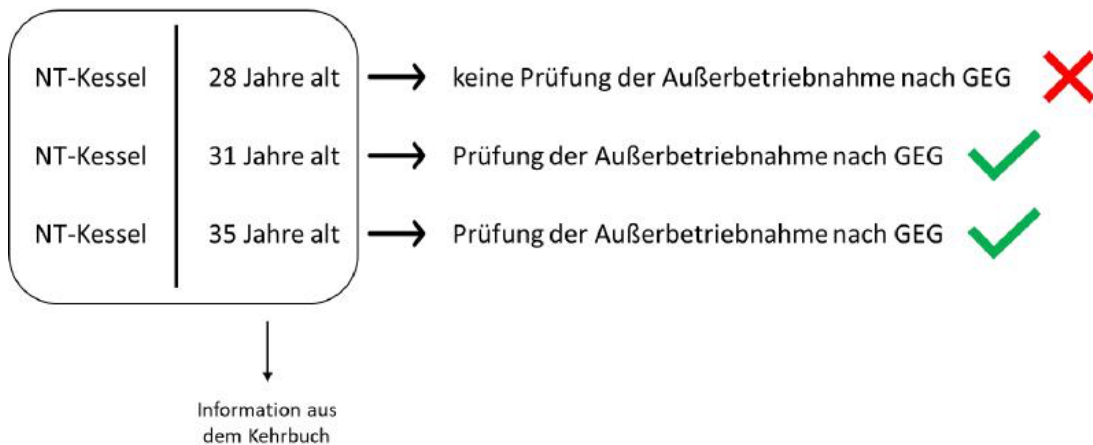 NT-Kessel 28 Jahre alt keine Prüfung der Außerbetriebnahme nach GEG
NT-Kessel 31 Jahre alt Prüfung der Außerbetriebnahme nach GEG
NT-Kessel 35 Jahre alt Prüfung der Außerbetriebnahme nach GEG
Information aus
dem Kehrbuch